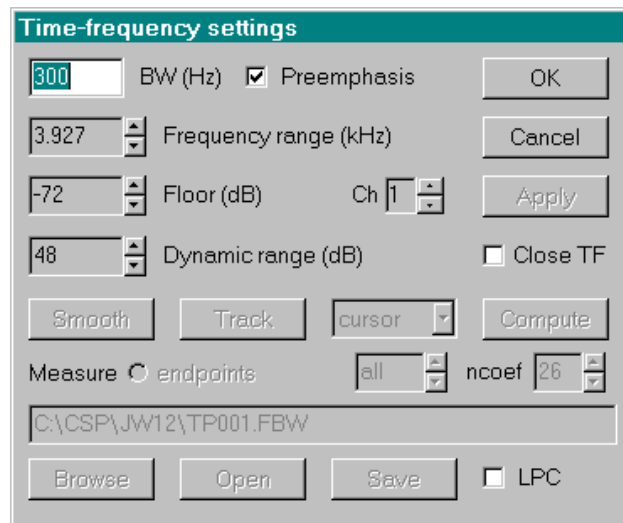 Time-frequency settings
300 BW (Hz) Preemphasis OK
3.927 Frequency range (kHz) Cancel
-72 Floor (dB) Ch 1 Apply
48 Dynamic range (dB) Close TF
Smooth Track cursor Compute
Measure endpoints all ncoef 26
C:\CSP\JW12\TP001.FBW
Browse Open Save LPC